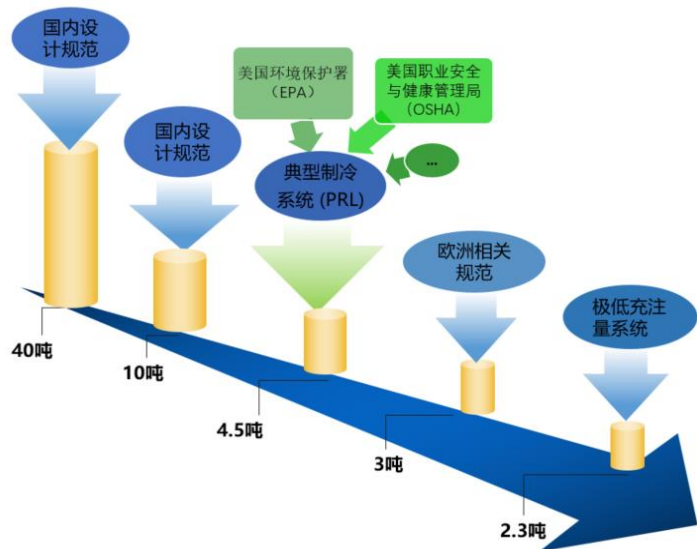 国内设
计规范
国内设
计规范
美国环境保护署
（EPA）
美国职业安全
与健康管理局
（OSHA）
...
典型制冷
系统 (PRL)
欧洲相关
规范
极低充注
量系统
40吨
10吨
4.5吨
3吨
2.3吨